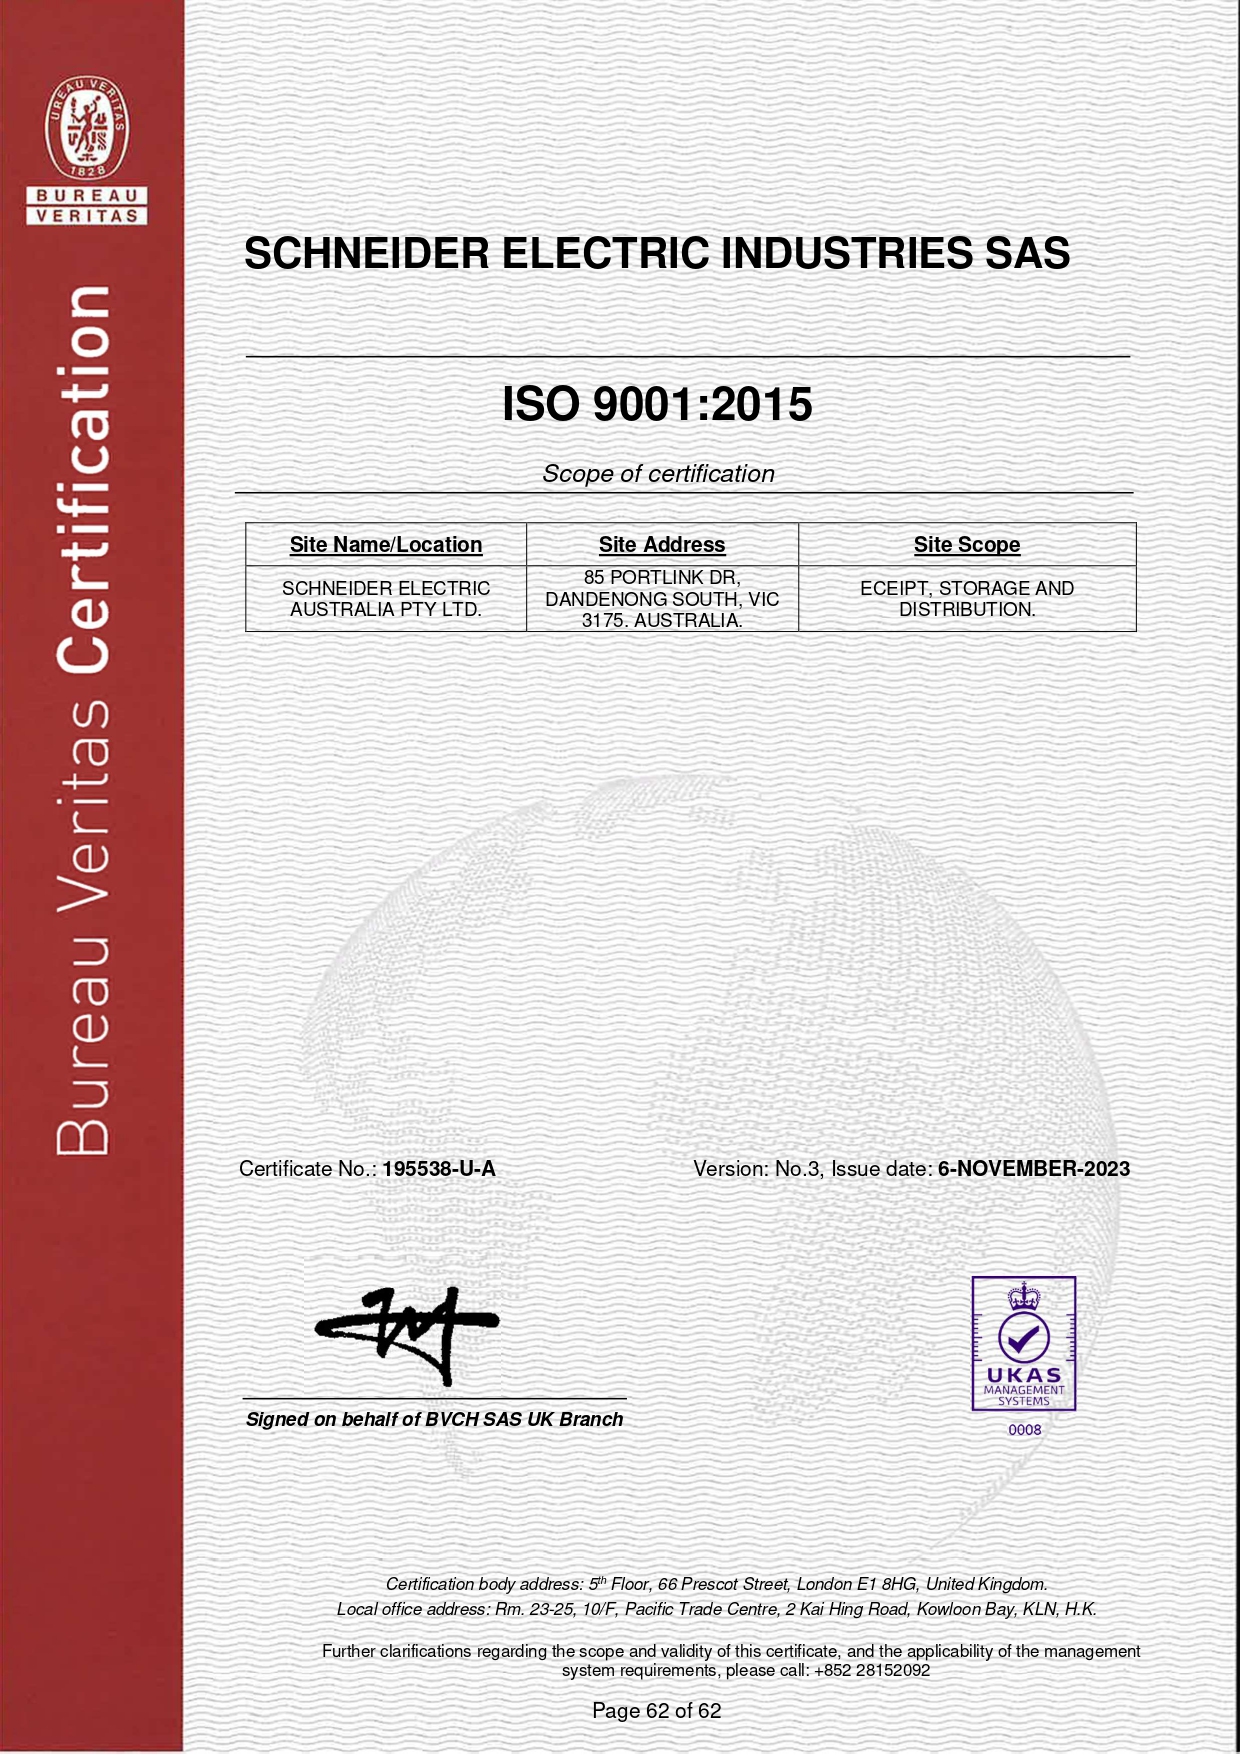 BUREAU VERITAS
1828
BUREAU
VERITAS
Bureau Veritas Certification
SCHNEIDER ELECTRIC INDUSTRIES SAS
ISO 9001:2015
Scope of certification
Site Name/Location
Site Address
Site Scope
SCHNEIDER ELECTRIC
AUSTRALIA PTY LTD.
85 PORTLINK DR,
DANDENONG SOUTH, VIC
3175. AUSTRALIA.
ECEIPT, STORAGE AND
DISTRIBUTION.
Certificate No.: 195538-U-A
Version: No.3, Issue date: 6-NOVEMBER-2023
Signed on behalf of BVCH SAS UK Branch
UKAS
MANAGEMENT
SYSTEMS
0008
Certification body address: 5th Floor, 66 Prescot Street, London E1 8HG, United Kingdom.
Local office address: Rm. 23-25, 10/F, Pacific Trade Centre, 2 Kai Hing Road, Kowloon Bay, KLN, H.K.
Further clarifications regarding the scope and validity of this certificate, and the applicability of the management
system requirements, please call: +852 28152092
Page 62 of 62